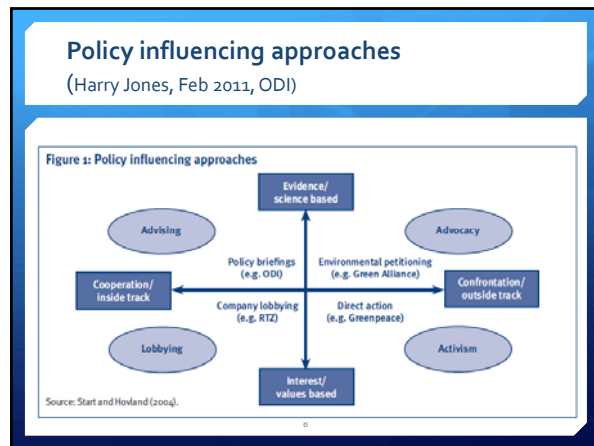 Policy influencing approaches
(Harry Jones, Feb 2011, ODI)
Figure 1: Policy influencing approaches
Evidence/
science based
Advising
Advocacy
Policy briefings
(e.g. ODI)
Environmental petitioning
(e.g. Green Alliance)
Cooperation/
inside track
Confrontation/
outside track
Company lobbying
(e.g. RTZ)
Direct action
(e.g. Greenpeace)
Lobbying
Activism
Interest/
values based
Source: Start and Hovland (2004).
8